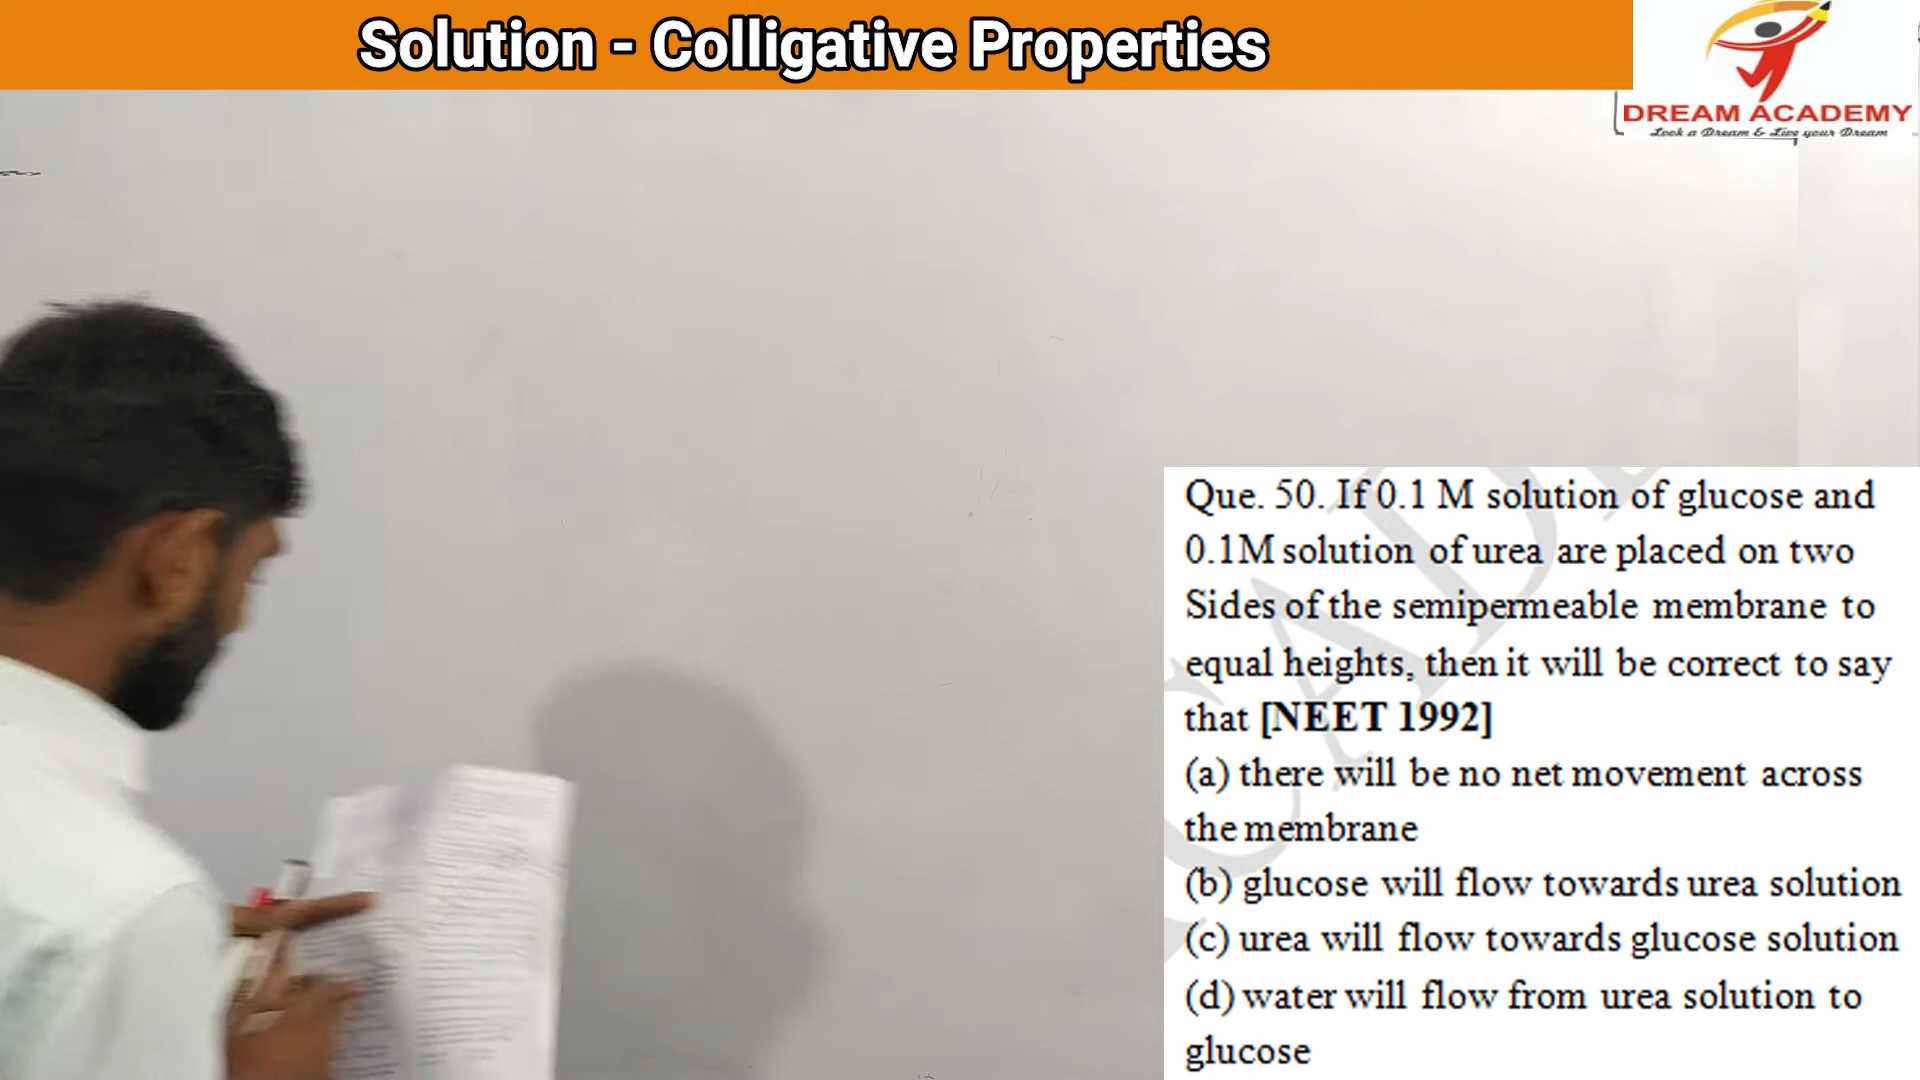 Solution - Colligative Properties
DREAM ACADEMY
Look a Dream & Live your Dream
Que. 50. If 0.1 M solution of glucose and
0.1M solution of urea are placed on two
Sides of the semipermeable membrane to
equal heights, then it will be correct to say
that [NEET 1992]
(a) there will be no net movement across
the membrane
(b) glucose will flow towards urea solution
(c) urea will flow towards glucose solution
(d) water will flow from urea solution to
glucose